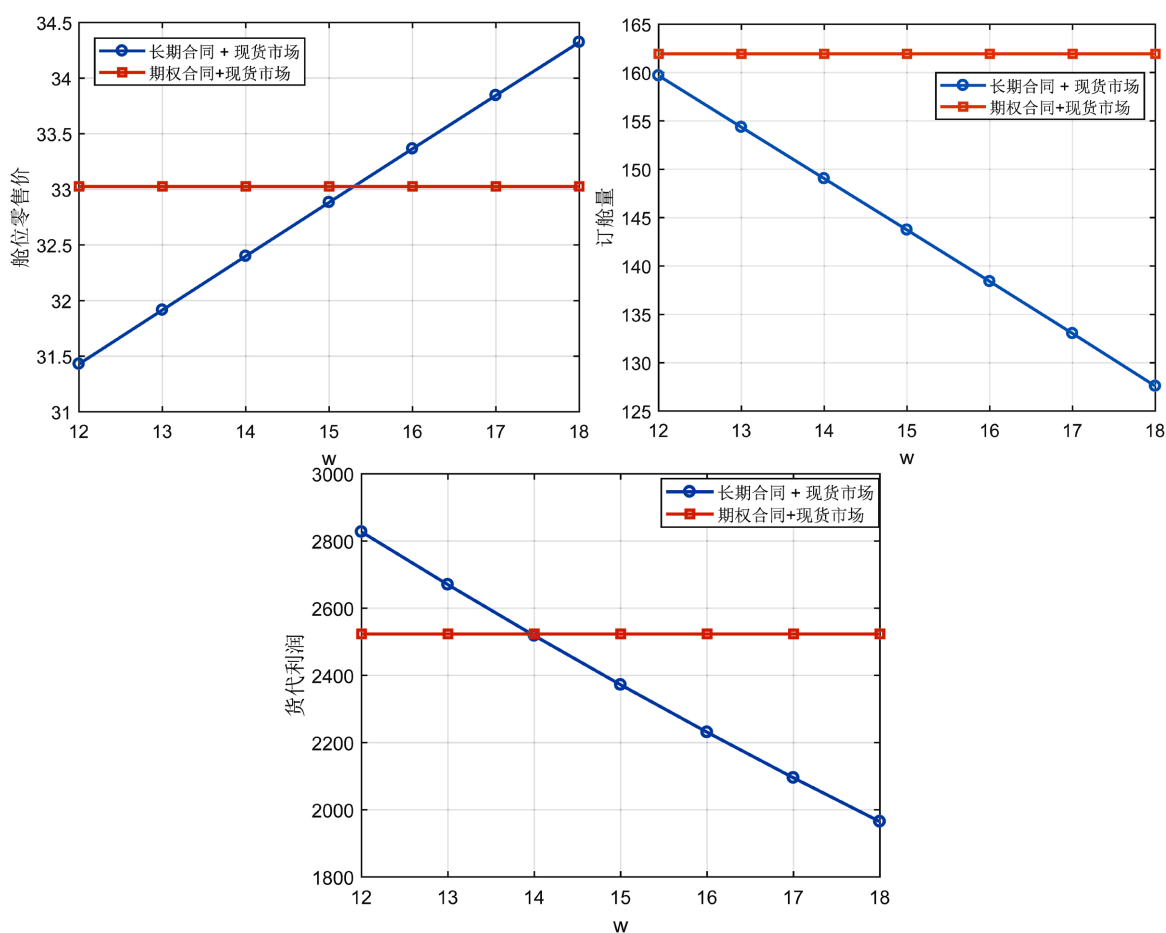 34.5
34
33.5
33
32.5
32
31.5
31
舱位零售价
长期合同 + 现货市场
期权合同+现货市场
12 13 14 15 16 17 18
w
165
160
155
150
145
140
135
130
125
订舱量
长期合同 + 现货市场
期权合同+现货市场
12 13 14 15 16 17 18
w
3000
2800
2600
2400
2200
2000
1800
货代利润
长期合同 + 现货市场
期权合同+现货市场
12 13 14 15 16 17 18
w